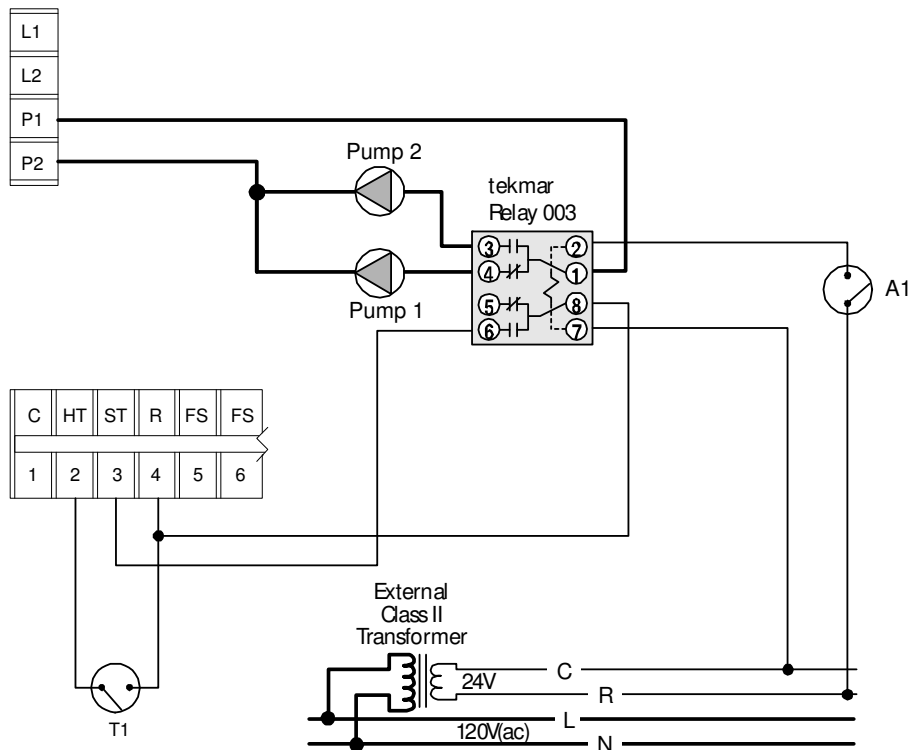 L1
L2
P1
P2
Pump 2
Pump 1
tekmar
Relay 003
3
4
5
6
2
1
8
7
A1
C HT ST R FS FS
1 2 3 4 5 6
T1
External
Class II
Transformer
24V
C
R
120V(ac)
L
N